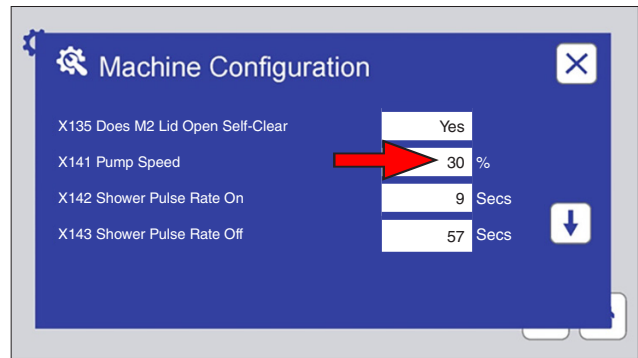 Machine Configuration
X135 Does M2 Lid Open Self-Clear Yes
X141 Pump Speed 30 %
X142 Shower Pulse Rate On 9 Secs
X143 Shower Pulse Rate Off 57 Secs